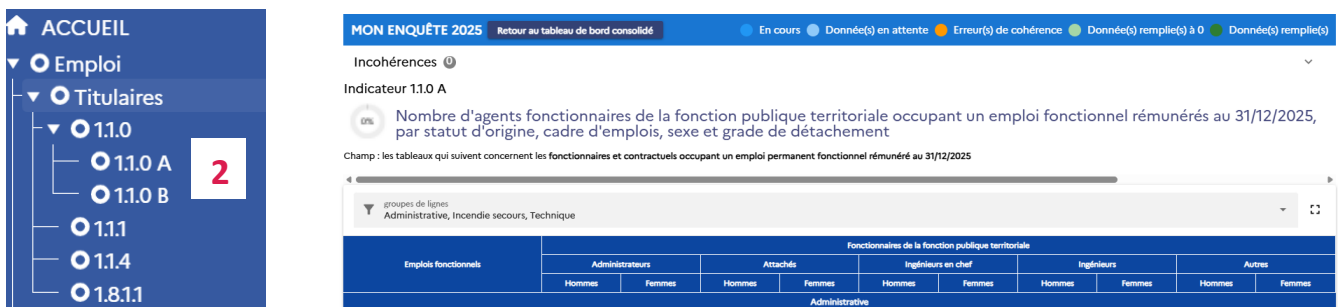 ACCUEIL
Emploi
Titulaires
1.1.0
1.1.0 A
1.1.0 B
1.1.1
1.1.4
1.8.1.1
2
MON ENQUÊTE 2025 Retour au tableau de bord consolidé En cours Donnée(s) en attente Erreur(s) de cohérence Donnée(s) remplie(s) à 0 Donnée(s) remplie(s)
Incohérences 0
Indicateur 1.1.0 A
0%
Nombre d'agents fonctionnaires de la fonction publique territoriale occupant un emploi fonctionnel rémunérés au 31/12/2025,
par statut d'origine, cadre d'emplois, sexe et grade de détachement
Champ : les tableaux qui suivent concernent les fonctionnaires et contractuels occupant un emploi permanent fonctionnel rémunéré au 31/12/2025
groupes de lignes
Administrative, Incendie secours, Technique
Fonctionnaires de la fonction publique territoriale
Emplois fonctionnels Administrateurs Attachés Ingénieurs en chef Ingénieurs Autres
Hommes Femmes Hommes Femmes Hommes Femmes Hommes Femmes Hommes Femmes
Administrative